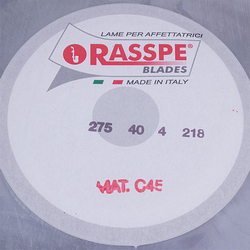 LAME PER AFFETTATRICI
RASSPE®
BLADES
MADE IN ITALY
275 40 4 218
MAT. C45